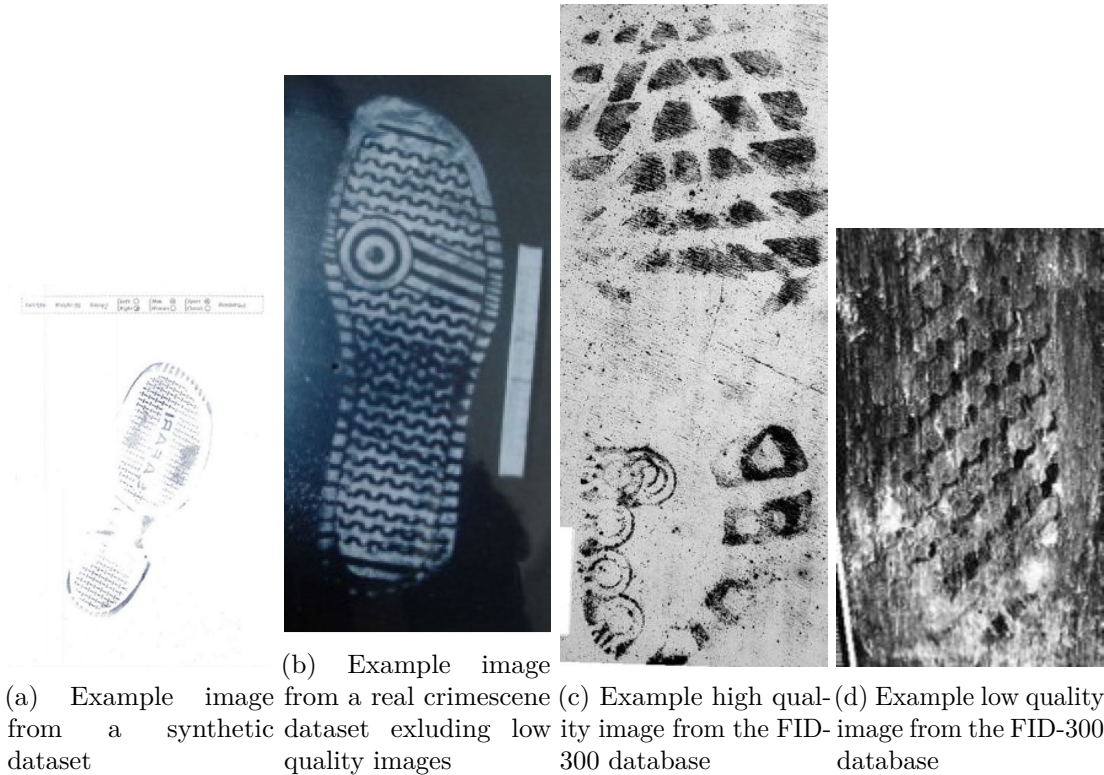 (a) Example image
from a synthetic
dataset
(b) Example image
from a real crimescene
dataset exluding low
quality images
(c) Example high qual-
ity image from the FID-
300 database
(d) Example low quality
image from the FID-300
database